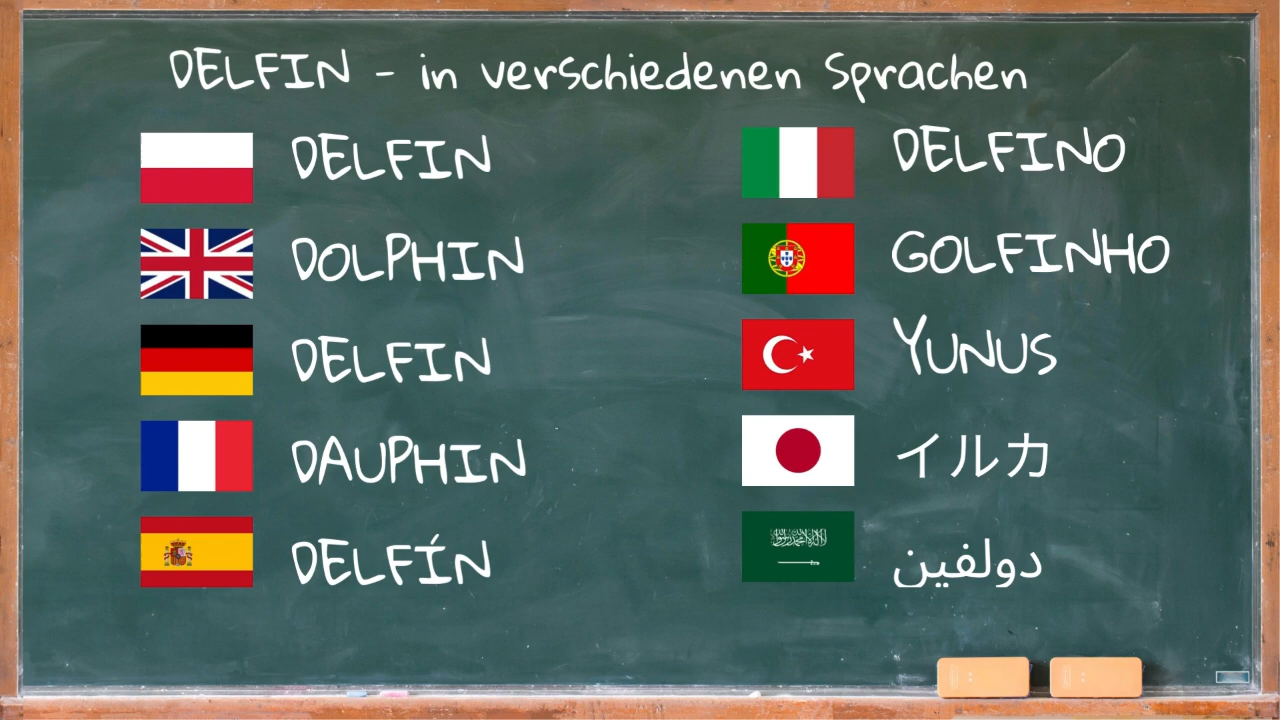 DELFIN - in verschiedenen Sprachen
DELFIN
DOLPHIN
DELFIN
DAUPHIN
DELFÍN
DELFINO
GOLFINHO
YUNUS
イルカ
دولفين